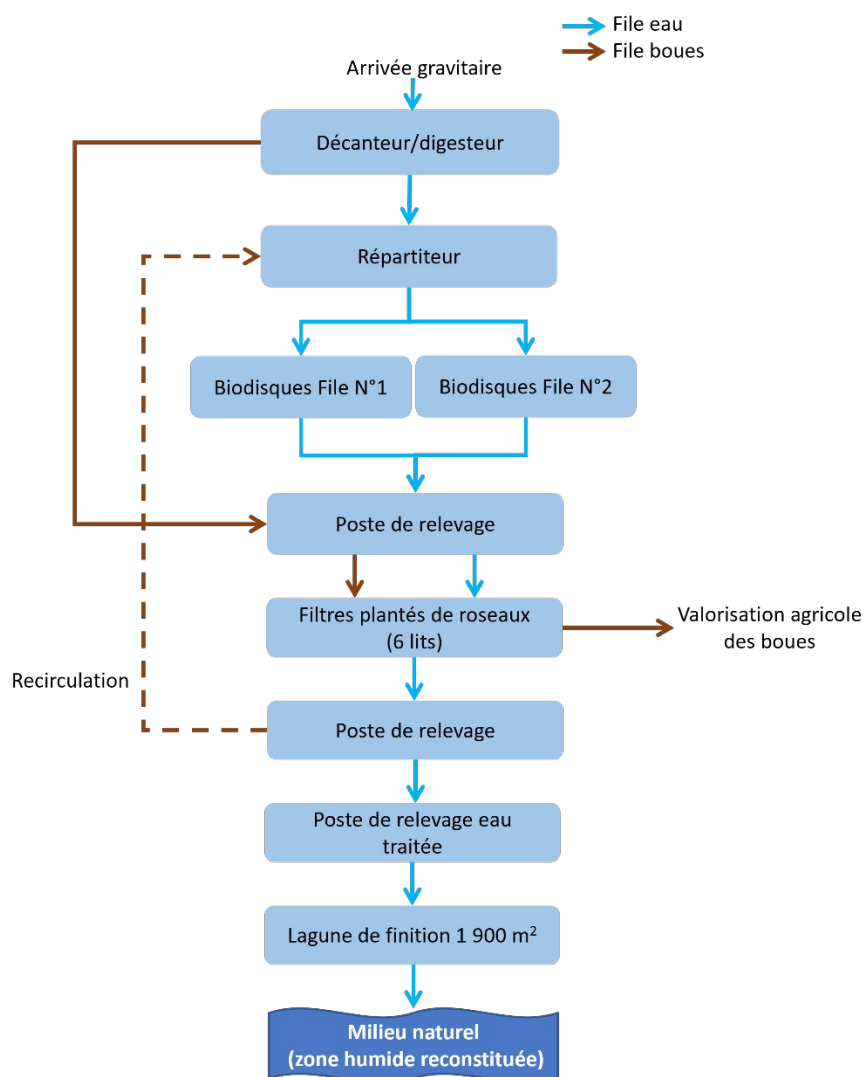 File eau
File boues
Arrivée gravitaire
Décanteur/digesteur
Répartiteur
Biodisques File N°1
Biodisques File N°2
Poste de relevage
Filtres plantés de roseaux
(6 lits)
Valorisation agricole
des boues
Recirculation
Poste de relevage
Poste de relevage eau
traitée
Lagune de finition 1 900 m²
Milieu naturel
(zone humide reconstituée)